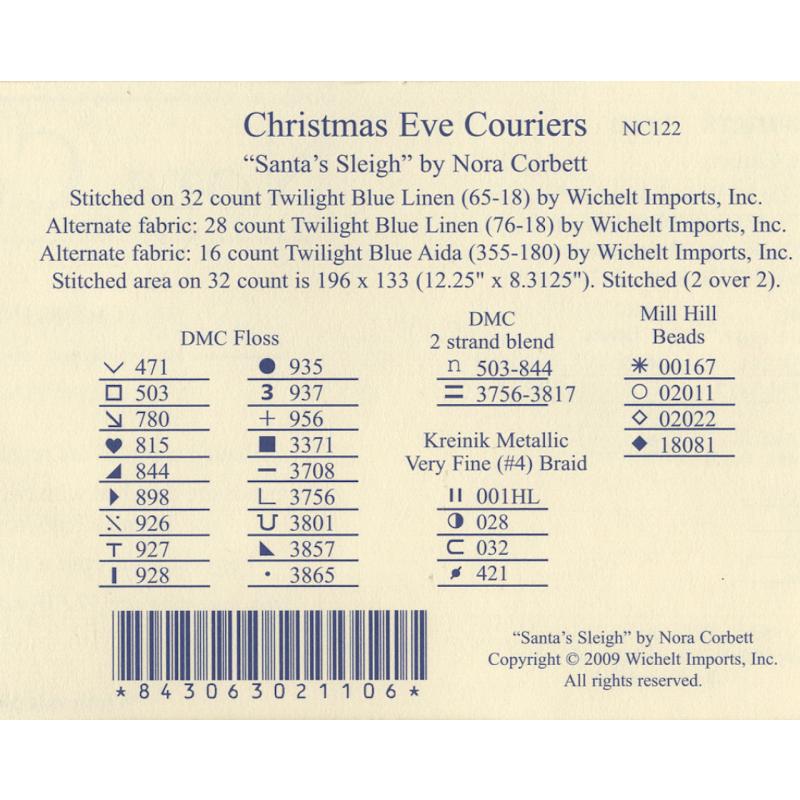 Christmas Eve Couriers NC122
“Santa’s Sleigh” by Nora Corbett
Stitched on 32 count Twilight Blue Linen (65-18) by Wichelt Imports, Inc.
Alternate fabric: 28 count Twilight Blue Linen (76-18) by Wichelt Imports, Inc.
Alternate fabric: 16 count Twilight Blue Aida (355-180) by Wichelt Imports, Inc.
Stitched area on 32 count is 196 x 133 (12.25" x 8.3125"). Stitched (2 over 2).
DMC Floss
471
503
780
815
844
898
926
927
928
935
937
956
3371
3708
3756
3801
3857
3865
DMC
2 strand blend
503-844
3756-3817
Kreinik Metallic
Very Fine (#4) Braid
001HL
028
032
421
Mill Hill
Beads
00167
02011
02022
18081
*84306302110​6*
“Santa’s Sleigh” by Nora Corbett
Copyright © 2009 Wichelt Imports, Inc.
All rights reserved.